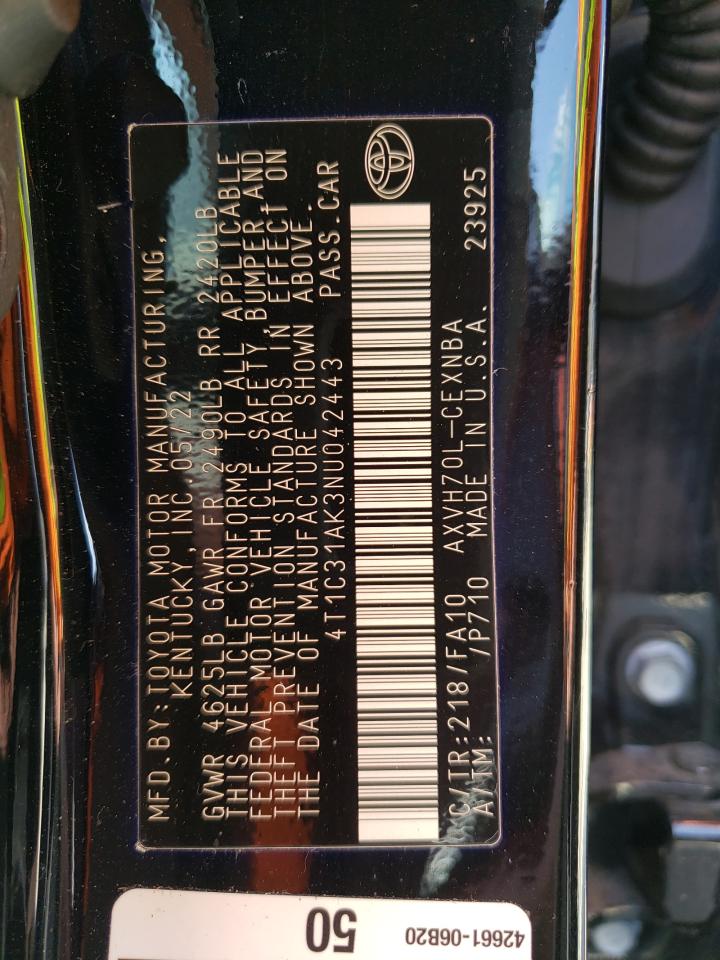 MFD.BY:TOYOTA MOTOR MANUFACTURING,
KENTUCKY, INC. 05/22
GVWR 4625LB GAWR FR 2490LB RR 2420LB
THIS VEHICLE CONFORMS TO ALL APPLICABLE
FEDERAL MOTOR VEHICLE SAFETY,BUMPER,AND
THEFT PREVENTION STANDARDS IN EFFECT ON
THE DATE OF MANUFACTURE SHOWN ABOVE.
4T1C31AK3NU042443 PASS.CAR
C/TR:218/FA10 AXVH70L-CEXNBA 23925
A/TM: /P710 MADE IN U.S.A.
50 42661-06B20